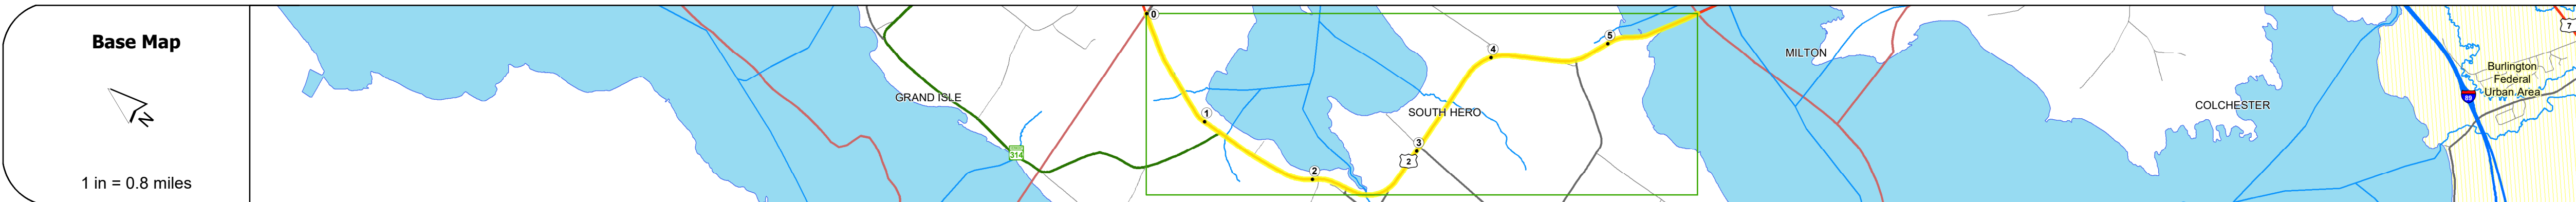 Base Map
N
1 in = 0.8 miles
GRAND ISLE
314
0
1
2
3
2
SOUTH HERO
4
5
MILTON
COLCHESTER
7
Burlington
Federal
Urban Area
89